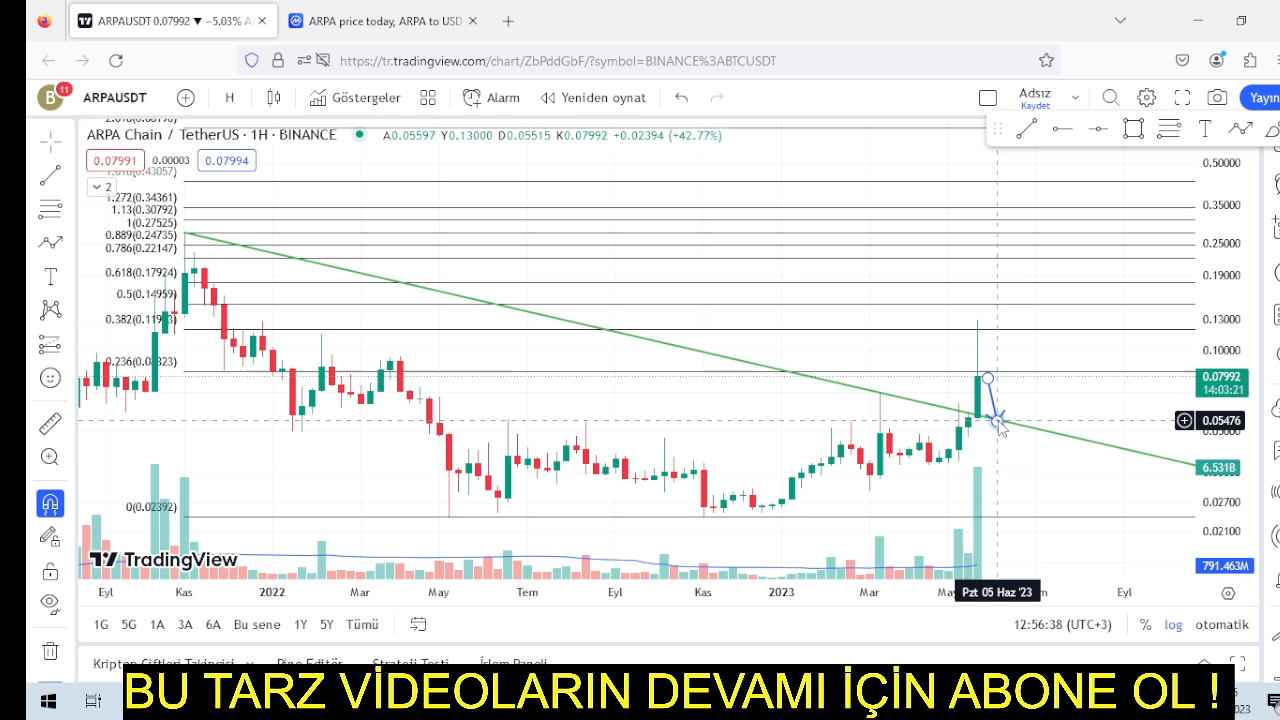 ARPAUSDT 0.07992 ▼ −5.03%
ARPA price today, ARPA to USD
https://tr.tradingview.com/chart/ZbPddGbF/?symbol=BINANCE%3ABTCUSDT
B 11 ARPAUSDT H Göstergeler Alarm Yeniden oynat Adsız Kaydet Yayın
ARPA Chain / TetherUS · 1H · BINANCE A0.05597 Y0.13000 D0.05515 K0.07992 +0.02394 (+42.77%)
0.07991 0.00003 0.07994
2
1.272(0.34361)
1.13(0.30792)
1(0.27525)
0.889(0.24735)
0.786(0.22147)
0.618(0.17924)
0.5(0.14959)
0(0.02392)
0.50000
0.35000
0.25000
0.19000
0.13000
0.10000
0.07992
14:03:21
0.05476
6.531B
0.02700
0.02100
791.463M
TradingView
Eyl Kas 2022 Mar May Tem Eyl Kas 2023 Mar Pzt 05 Haz '23 Eyl
1G 5G 1A 3A 6A Bu sene 1Y 5Y Tümü 12:56:38 (UTC+3) % log otomatik
BU TARZ VİDEOLARIN DEVAMI İÇİN ABONE OL !